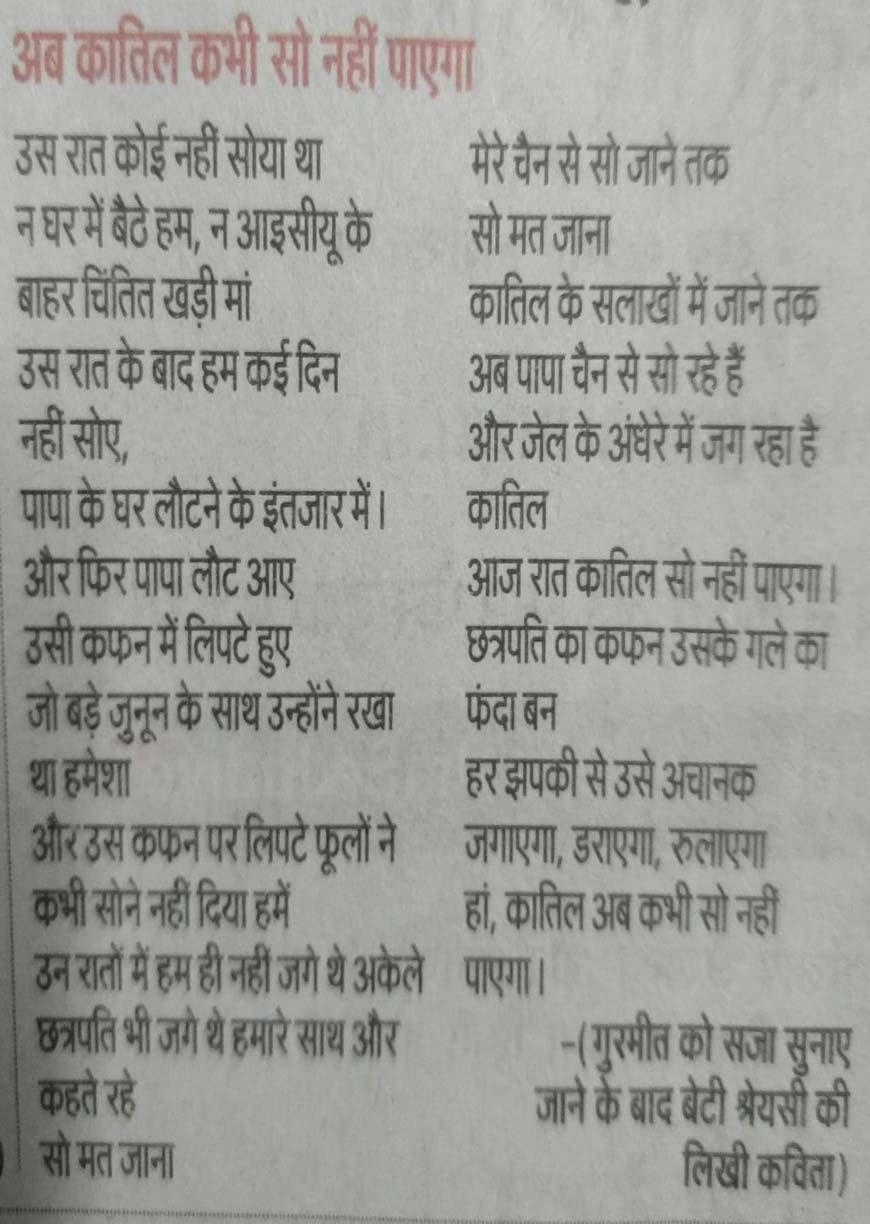 अब कातिल कभी सो नहीं पाएगा
उस रात कोई नहीं सोया था
न घर में बैठे हम, न आइसीयू के
बाहर चिंतित खड़ी मां
उस रात के बाद हम कई दिन
नहीं सोए,
पापा के घर लौटने के इंतजार में।
और फिर पापा लौट आए
उसी कफन में लिपटे हुए
जो बड़े जुनून के साथ उन्होंने रखा
था हमेशा
और उस कफन पर लिपटे फूलों ने
कभी सोने नहीं दिया हमें
उन रातों में हम ही नहीं जगे थे अकेले
छत्रपति भी जगे थे हमारे साथ और
कहते रहे
सो मत जाना
मेरे चैन से सो जाने तक
सो मत जाना
कातिल के सलाखों में जाने तक
अब पापा चैन से सो रहे हैं
और जेल के अंधेरे में जग रहा है
कातिल
आज रात कातिल सो नहीं पाएगा।
छत्रपति का कफन उसके गले का
फंदा बन
हर झपकी से उसे अचानक
जगाएगा, डराएगा, रुलाएगा
हां, कातिल अब कभी सो नहीं
पाएगा।
-(गुरमीत को सजा सुनाए
जाने के बाद बेटी श्रेयसी की
लिखी कविता)